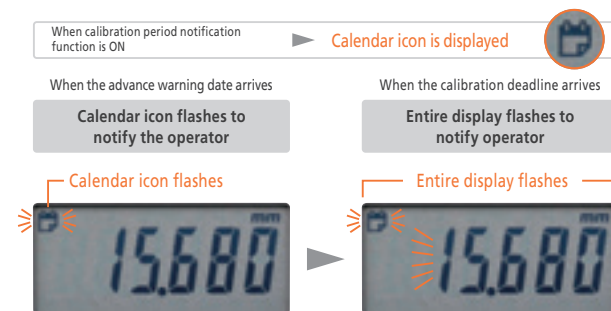 When calibration period notification
function is ON
Calendar icon is displayed
When the advance warning date arrives
When the calibration deadline arrives
Calendar icon flashes to
notify the operator
Entire display flashes to
notify operator
Calendar icon flashes
Entire display flashes
mm
15.680
mm
15.680